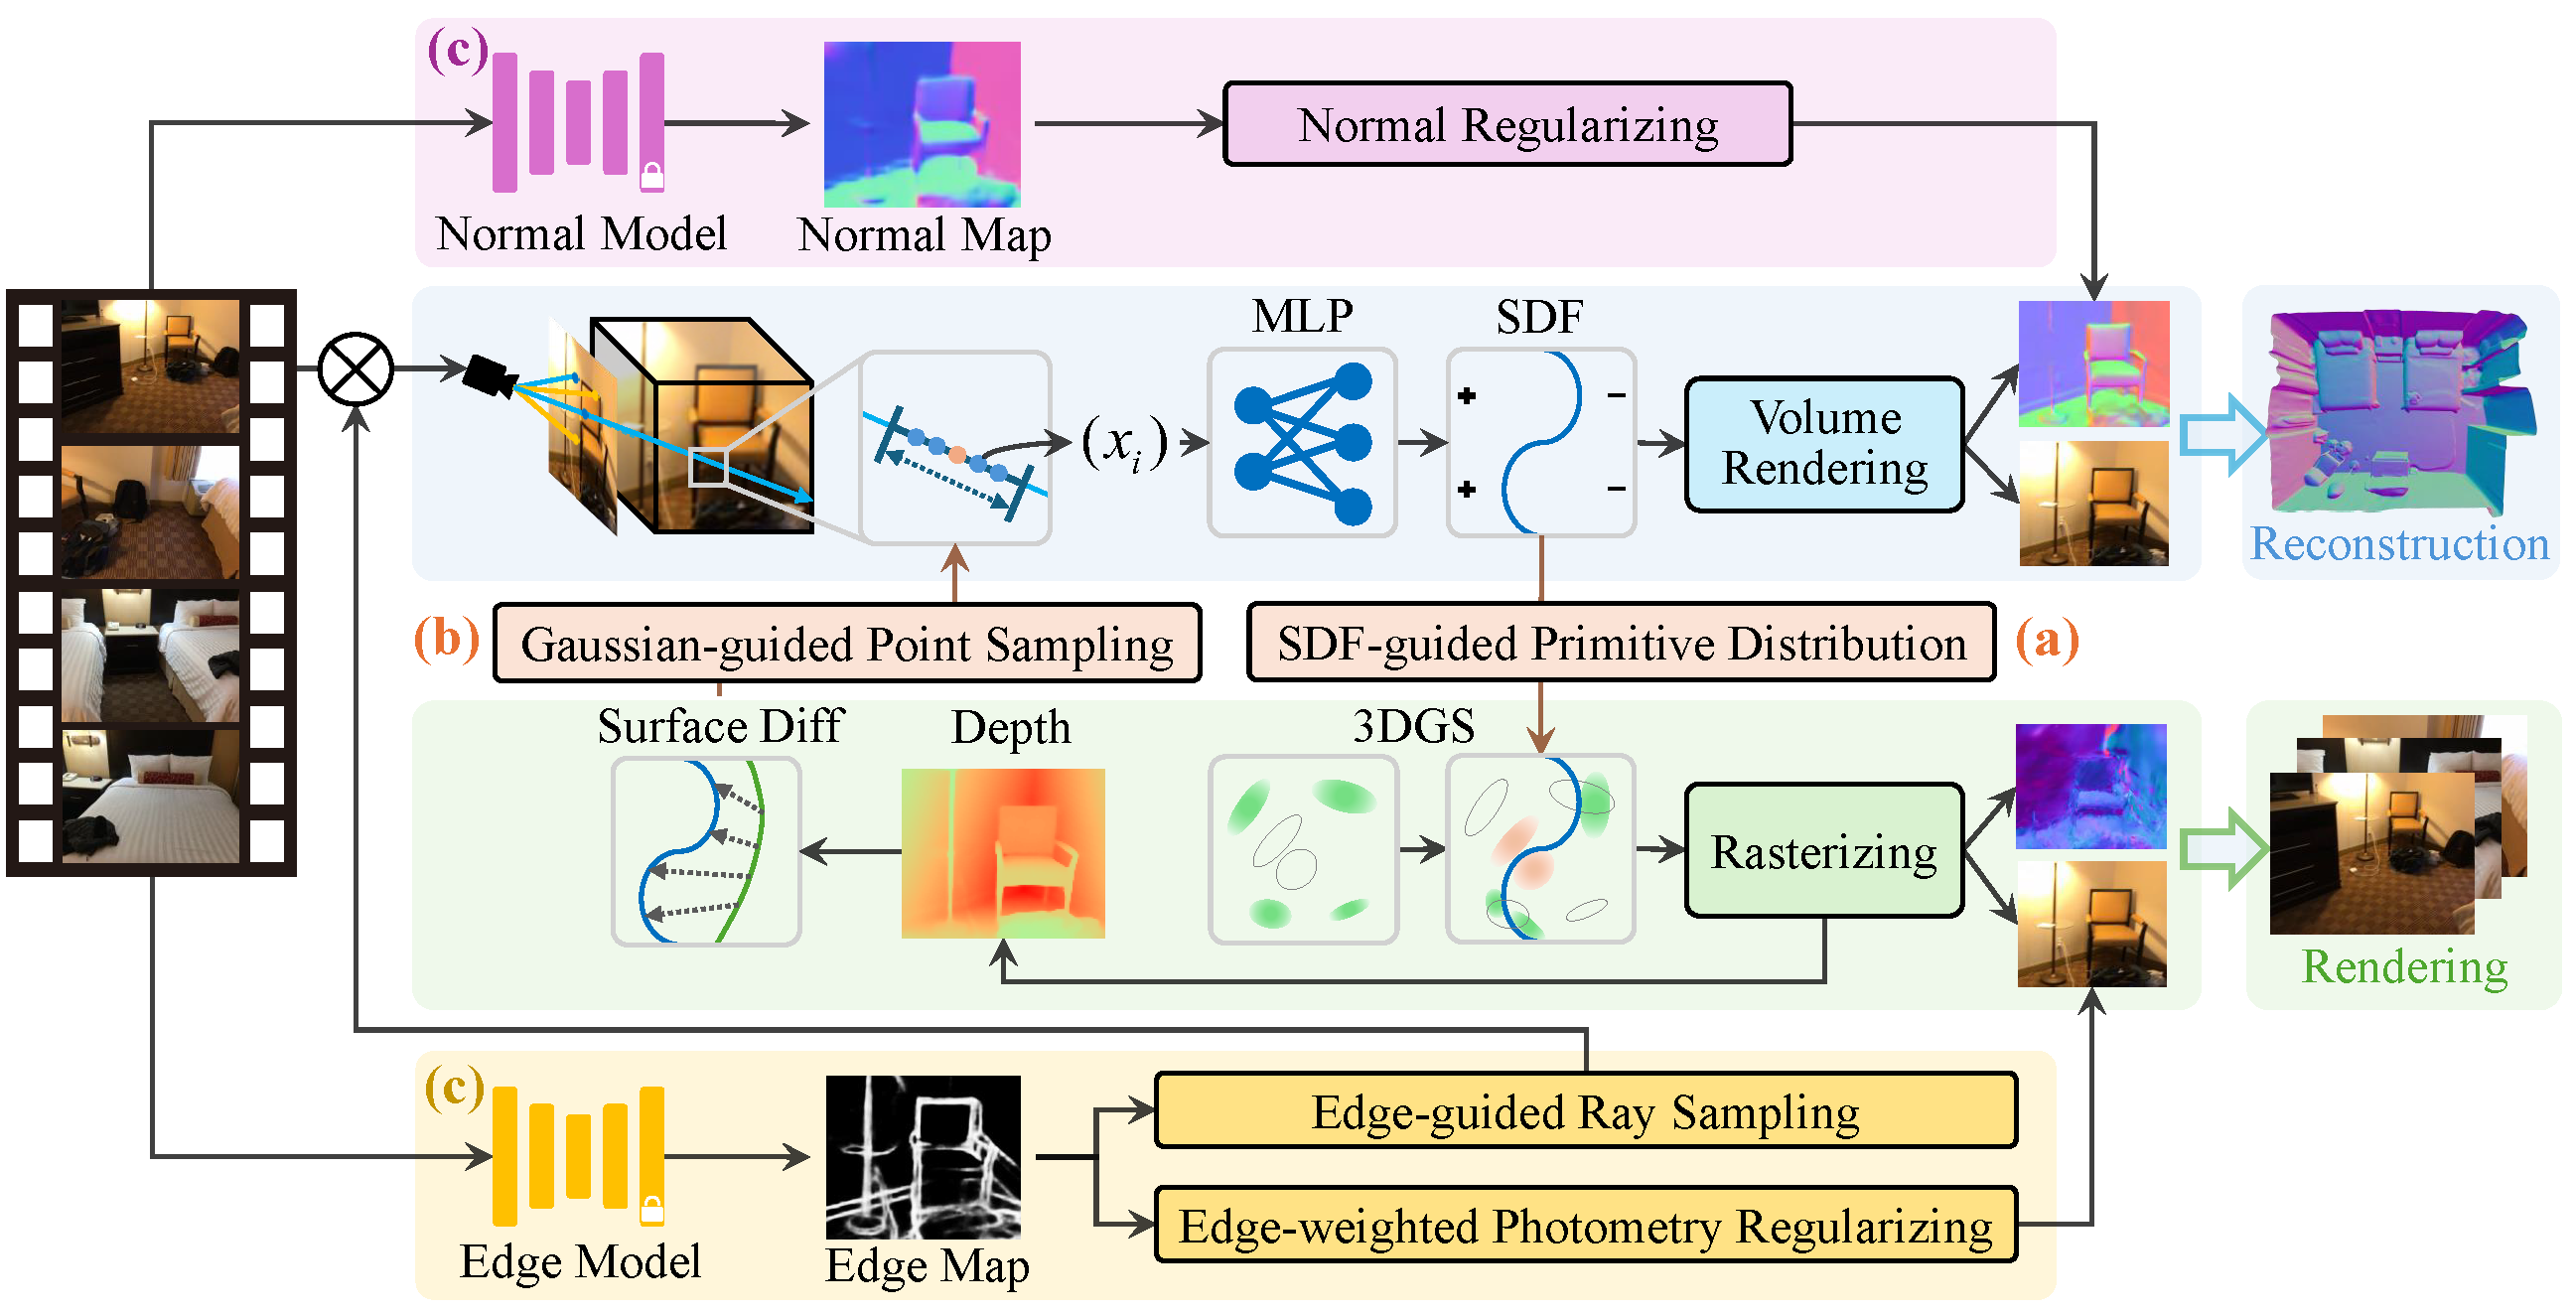 (c)
Normal Model
Normal Map
Normal Regularizing
MLP
SDF
(x_i)
+
−
+
−
Volume
Rendering
Reconstruction
(b)
Gaussian-guided Point Sampling
SDF-guided Primitive Distribution
(a)
Surface Diff
Depth
3DGS
Rasterizing
Rendering
(c)
Edge Model
Edge Map
Edge-guided Ray Sampling
Edge-weighted Photometry Regularizing